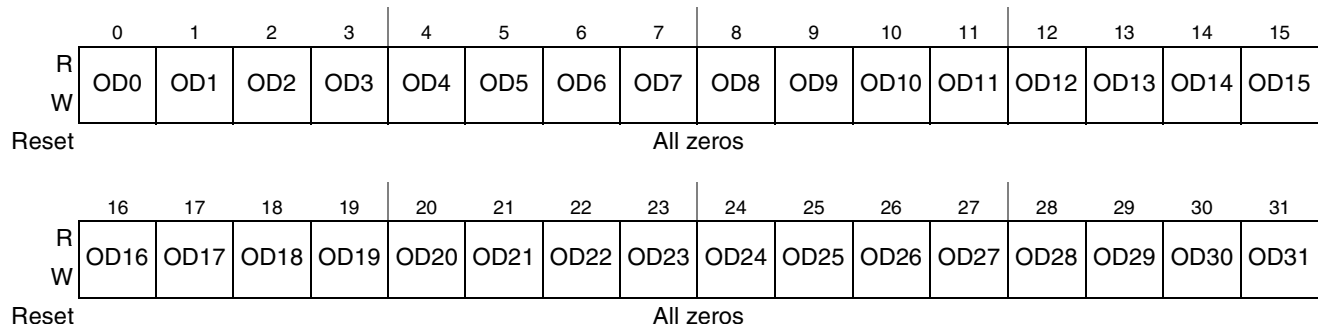 0 1 2 3 4 5 6 7 8 9 10 11 12 13 14 15
R
OD0 OD1 OD2 OD3 OD4 OD5 OD6 OD7 OD8 OD9 OD10 OD11 OD12 OD13 OD14 OD15
W
Reset All zeros
16 17 18 19 20 21 22 23 24 25 26 27 28 29 30 31
R
OD16 OD17 OD18 OD19 OD20 OD21 OD22 OD23 OD24 OD25 OD26 OD27 OD28 OD29 OD30 OD31
W
Reset All zeros